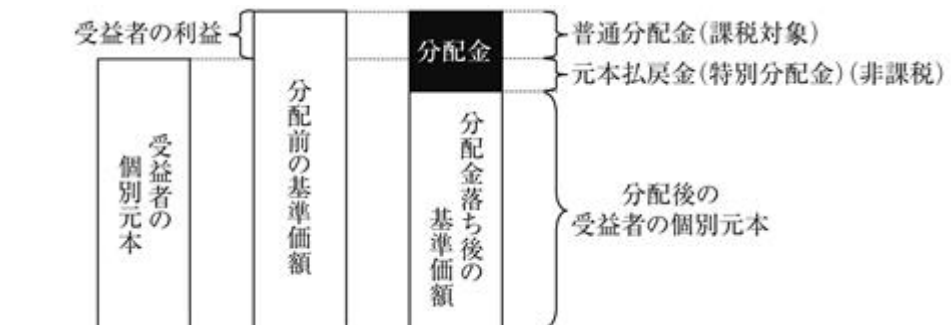 受益者の利益
普通分配金(課税対象)
分配金
元本払戻金(特別分配金)(非課税)
受益者の
個別元本
分配前の基準価額
分配金落ち後の
基準価額
分配後の
受益者の個別元本